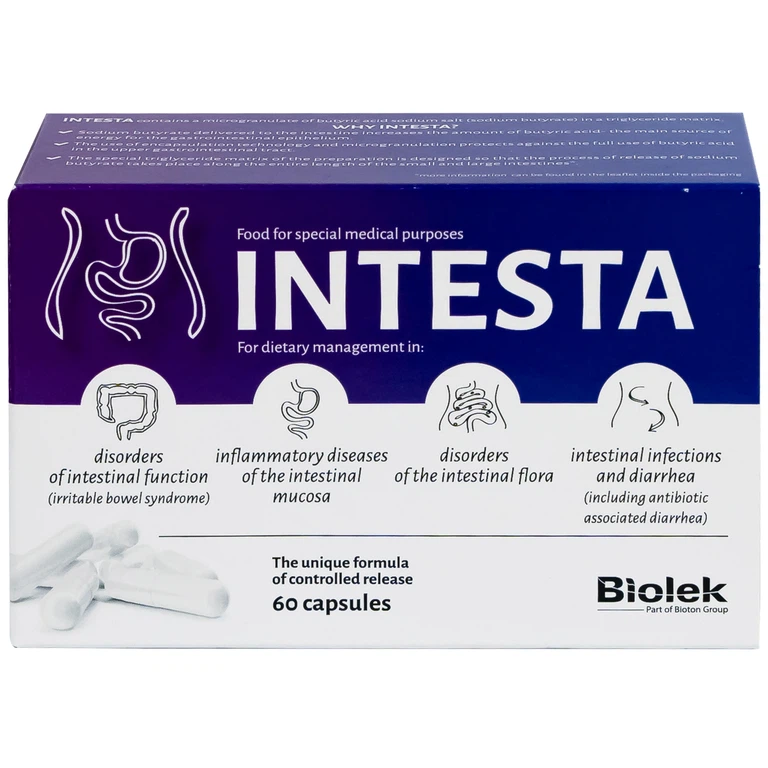 INTESTA contains a microgranulate of butyric acid sodium salt (sodium butyrate) in a triglyceride matrix.
WHY INTESTA?
✓ Sodium butyrate delivered to the intestine increases the amount of butyric acid- the main source of
energy for the gastrointestinal epithelium.
✓ The use of encapsulation technology and microgranulation protects against the full use of butyric acid
in the upper gastrointestinal tract.
✓ The special triglyceride matrix of the preparation is designed so that the process of release of sodium
butyrate takes place along the entire length of the small and large intestines*
*more information can be found in the leaflet inside the packaging
Food for special medical purposes
INTESTA
For dietary management in:
disorders
of intestinal function
(irritable bowel syndrome)
inflammatory diseases
of the intestinal
mucosa
disorders
of the intestinal flora
intestinal infections
and diarrhea
(including antibiotic
associated diarrhea)
The unique formula
of controlled release
60 capsules
Biolek
Part of Bioton Group